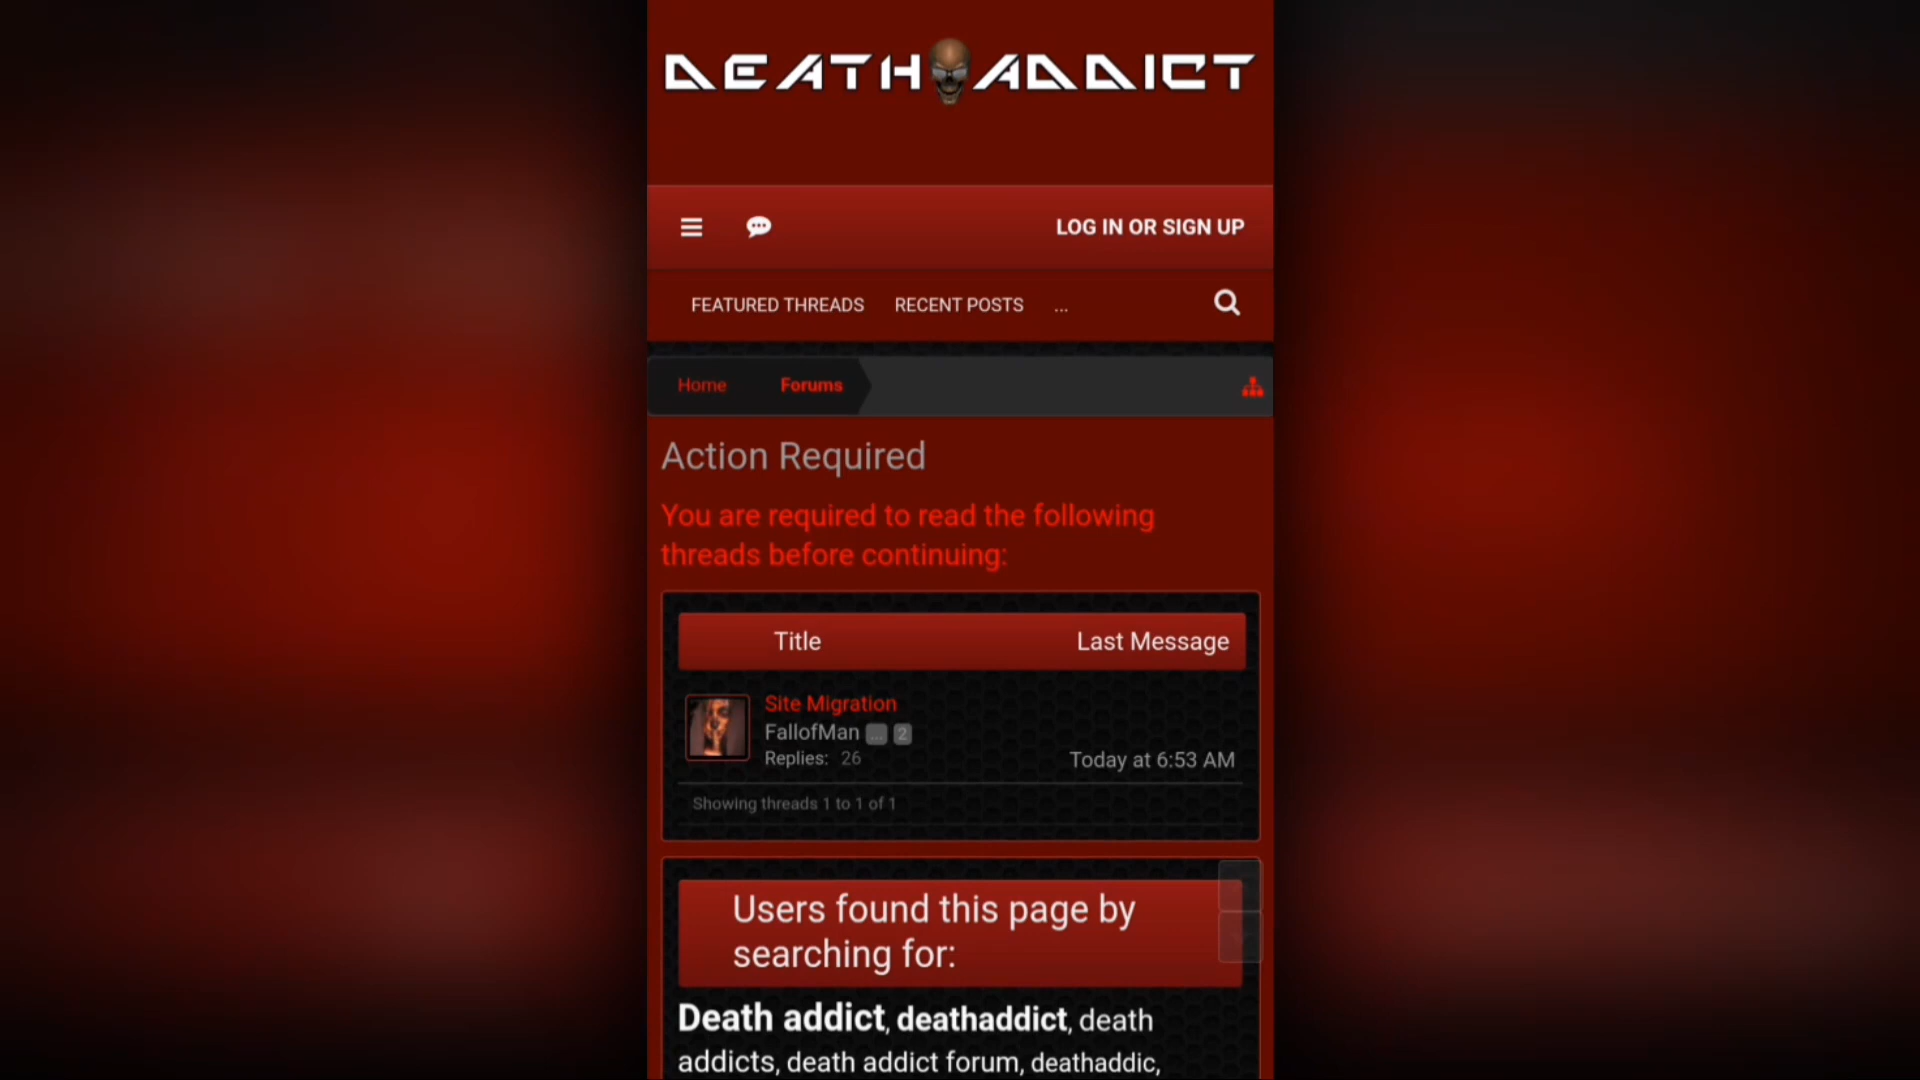 DEATH ADDICT
LOG IN OR SIGN UP
FEATURED THREADS RECENT POSTS ...
Home Forums
Action Required
You are required to read the following
threads before continuing:
Title Last Message
Site Migration
FallofMan ... 2
Replies: 26 Today at 6:53 AM
Showing threads 1 to 1 of 1
Users found this page by
searching for:
Death addict, deathaddict, death
addicts, death addict forum, deathaddic,